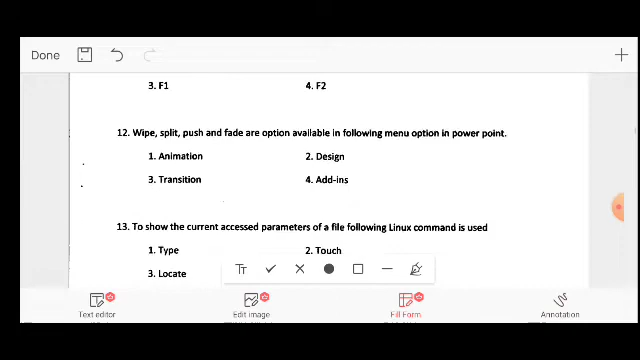 Done
3. F1 4. F2
12. Wipe, split, push and fade are option available in following menu option in power point.
1. Animation 2. Design
3. Transition 4. Add-ins
13. To show the current accessed parameters of a file following Linux command is used
1. Type 2. Touch
3. Locate
Tт
Text editor Edit image Fill Form Annotation